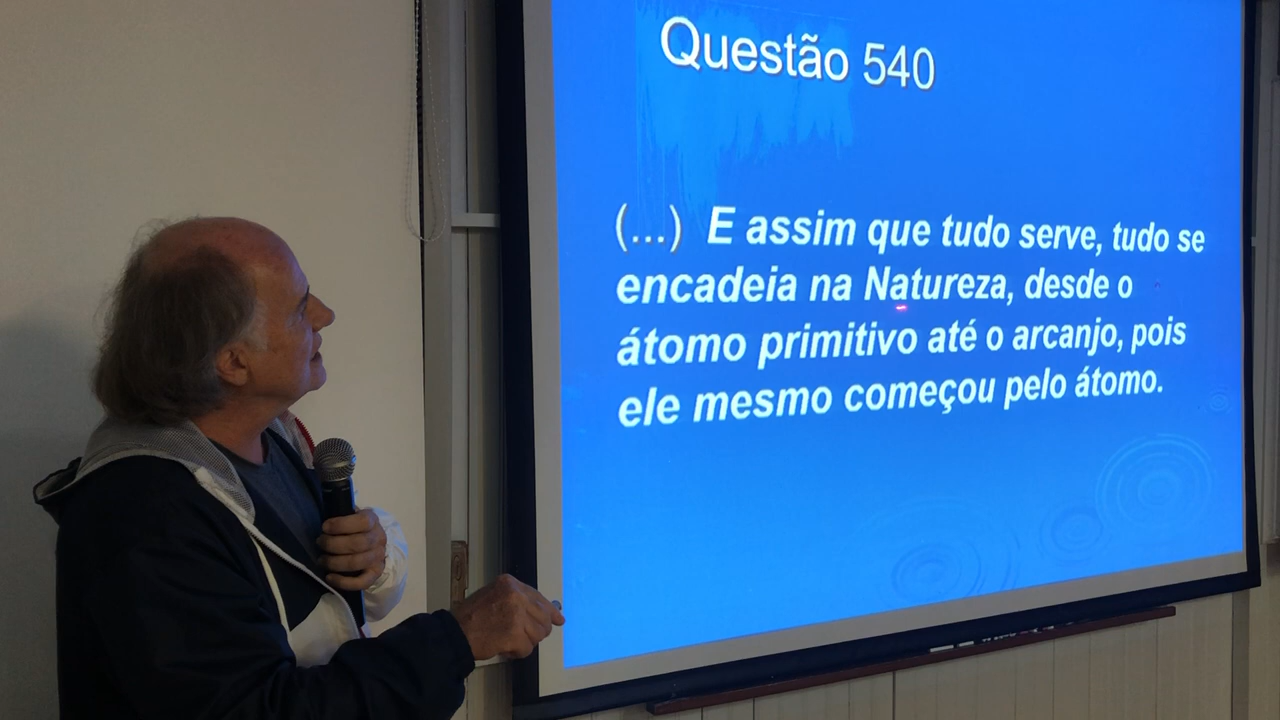 Questão 540
(...) E assim que tudo serve, tudo se
encadeia na Natureza, desde o
átomo primitivo até o arcanjo, pois
ele mesmo começou pelo átomo.